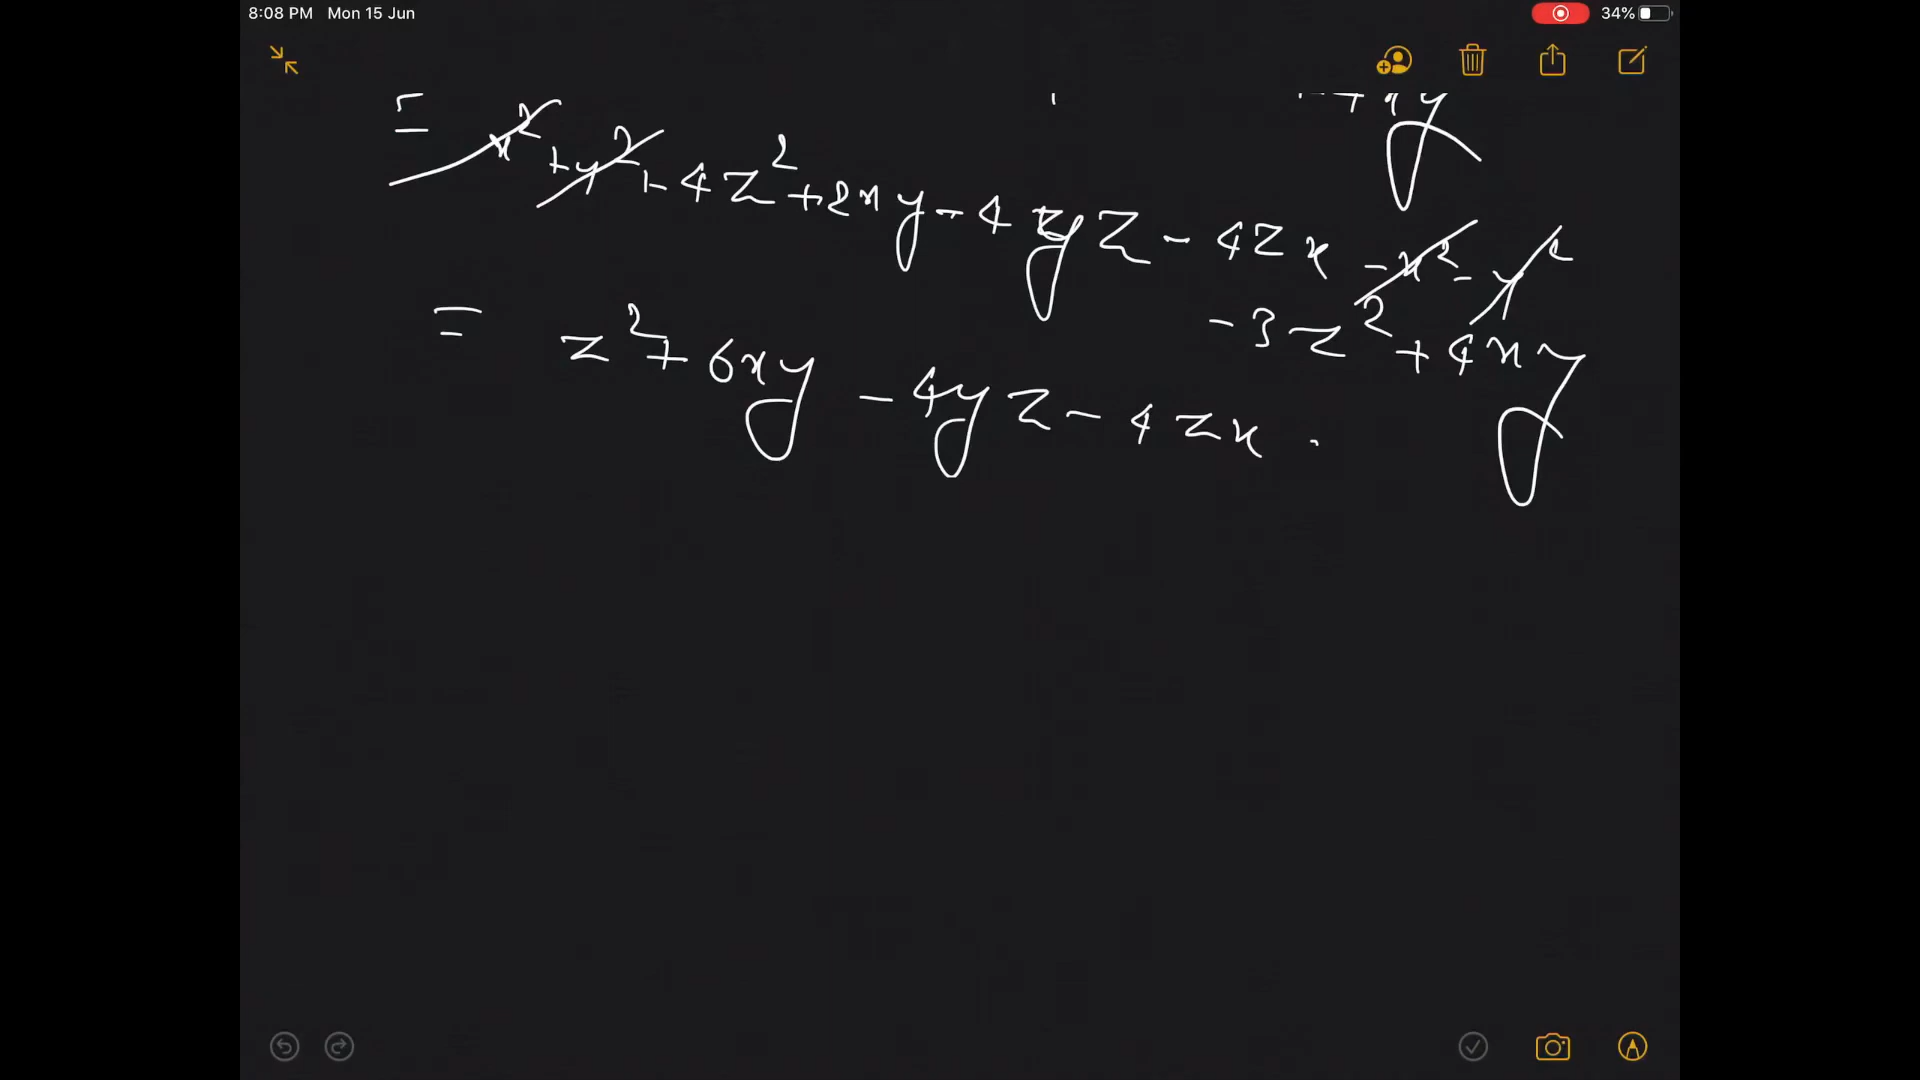 8:08 PM Mon 15 Jun
34%
= x² + y² + 4z² + 2xy - 4yz - 4zx - x² - y²
- 3z² + 4xy
= z² + 6xy - 4yz - 4zx .